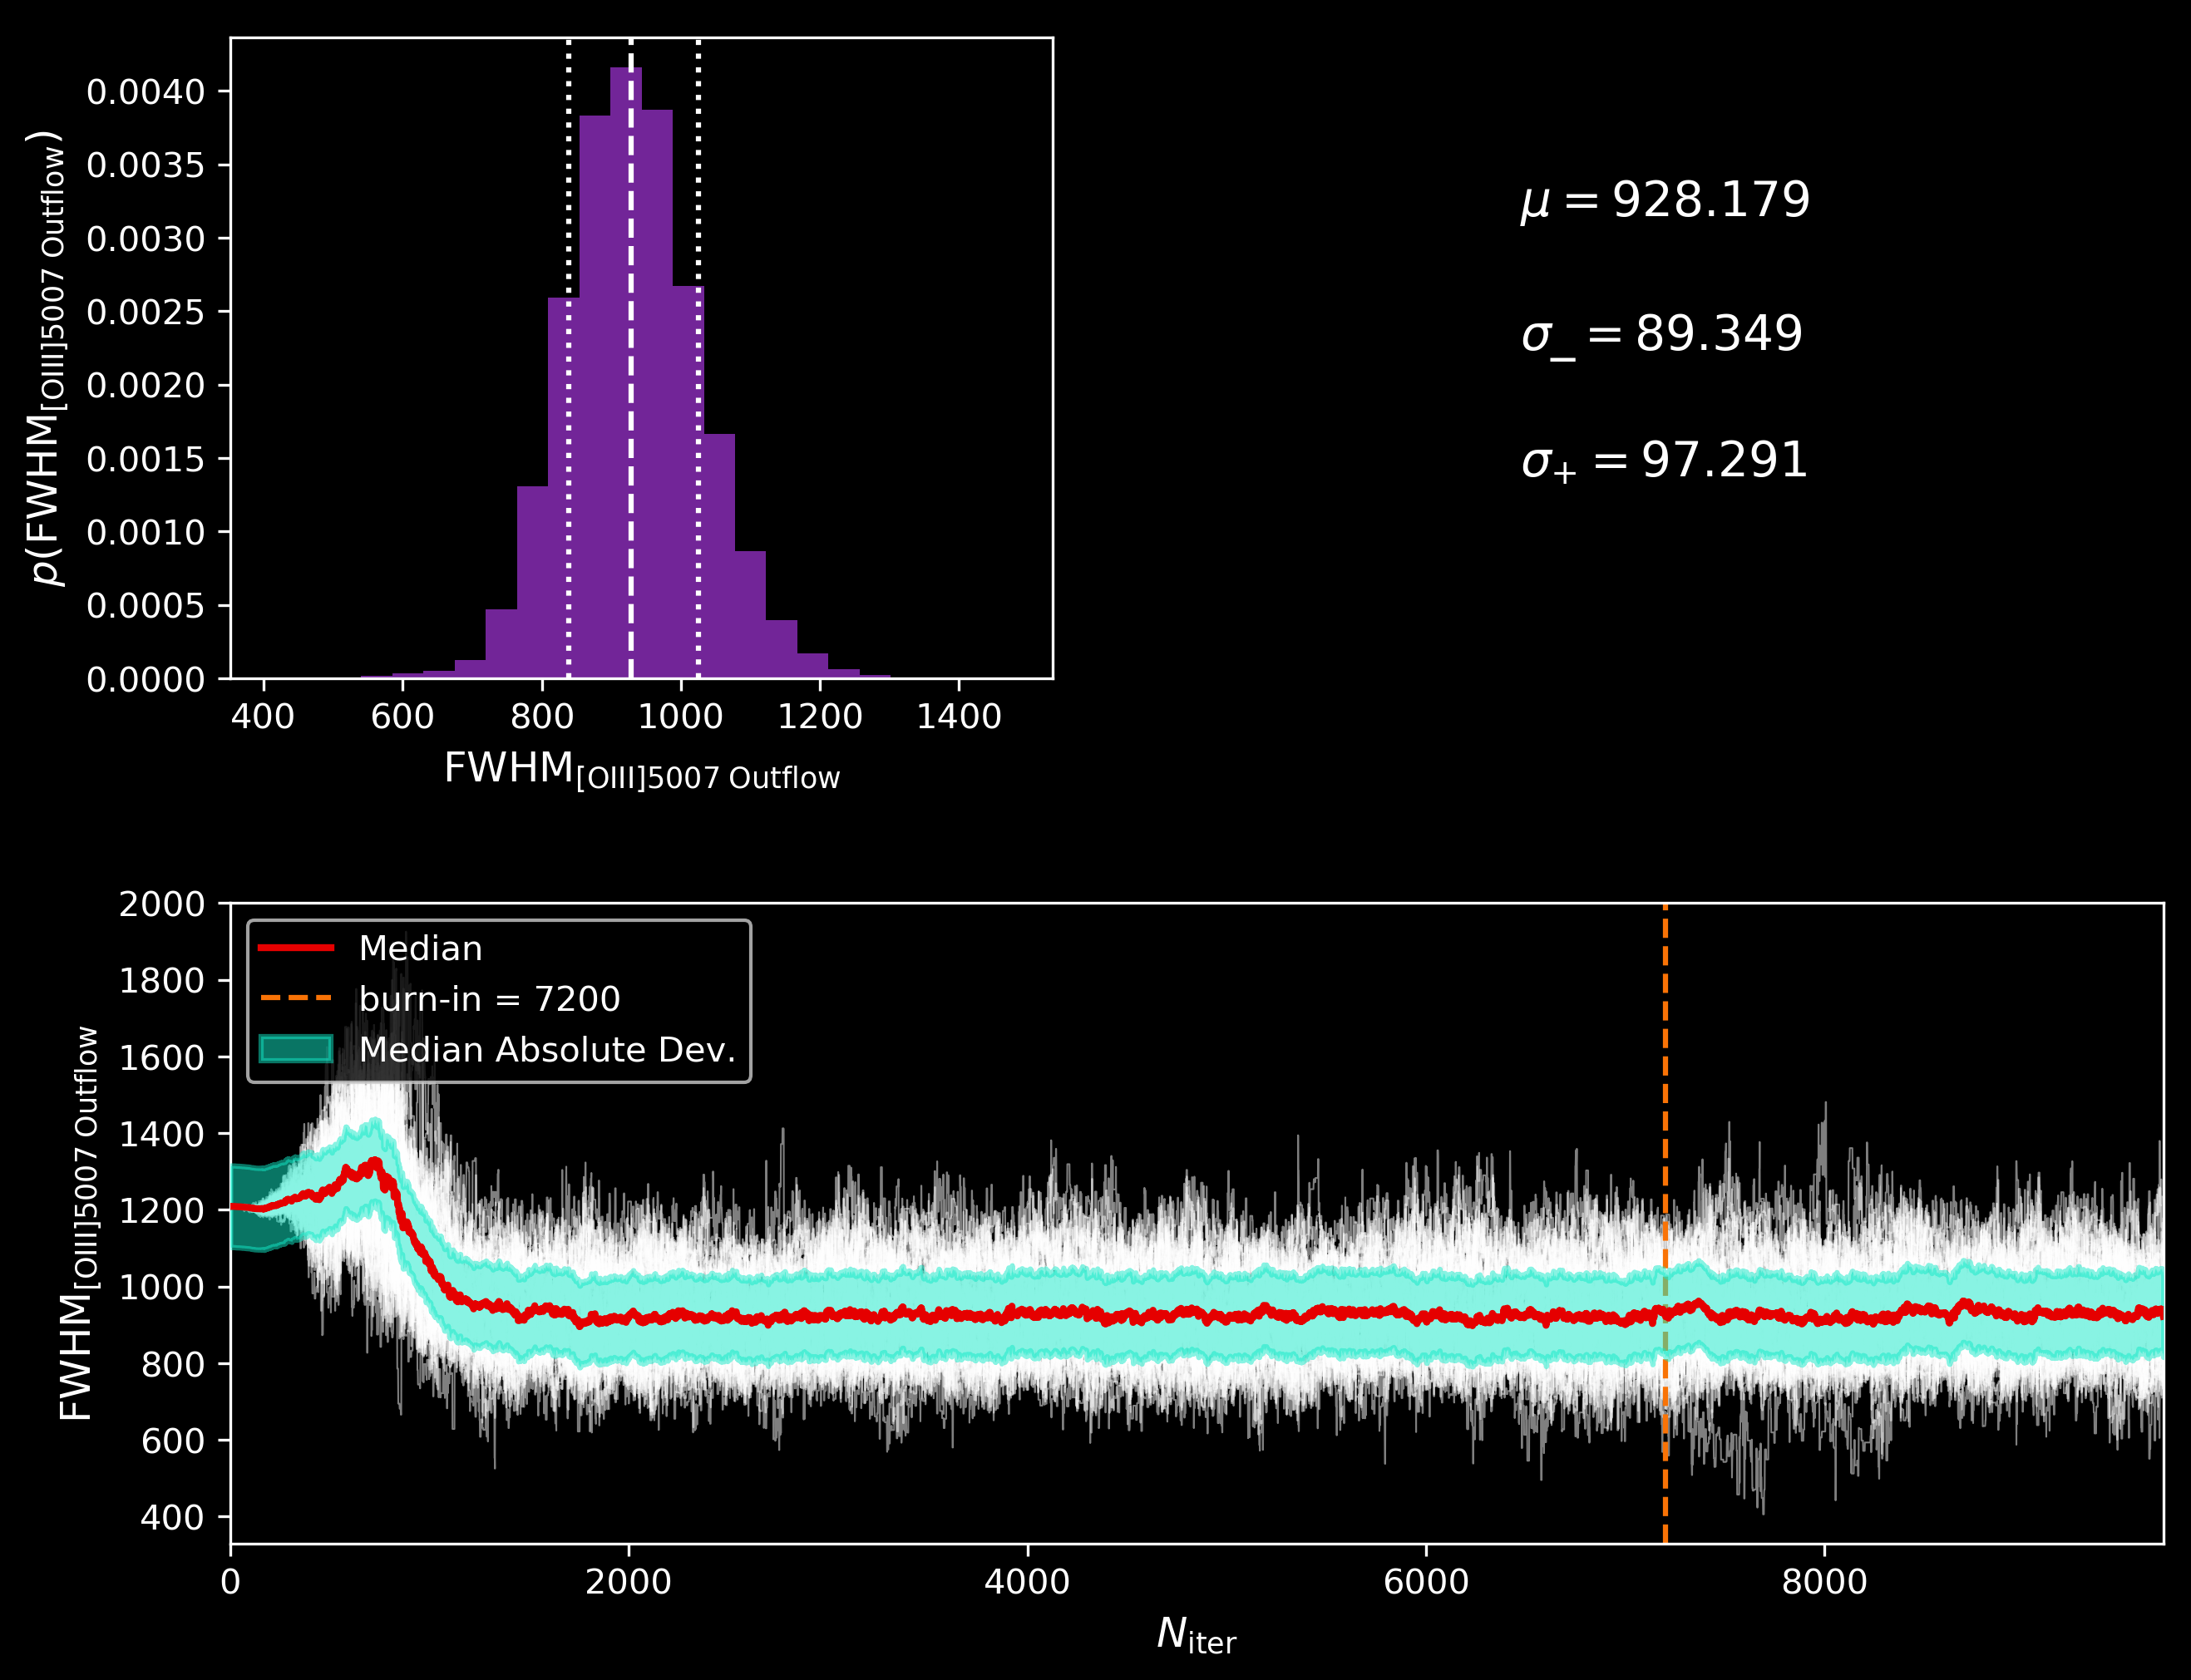 p(FWHM[OIII]5007 Outflow)
0.0040
0.0035
0.0030
0.0025
0.0020
0.0015
0.0010
0.0005
0.0000
400 600 800 1000 1200 1400
FWHM[OIII]5007 Outflow
μ = 928.179
σ_ = 89.349
σ+ = 97.291
FWHM[OIII]5007 Outflow
2000
1800
1600
1400
1200
1000
800
600
400
Median
burn-in = 7200
Median Absolute Dev.
0 2000 4000 6000 8000
Niter